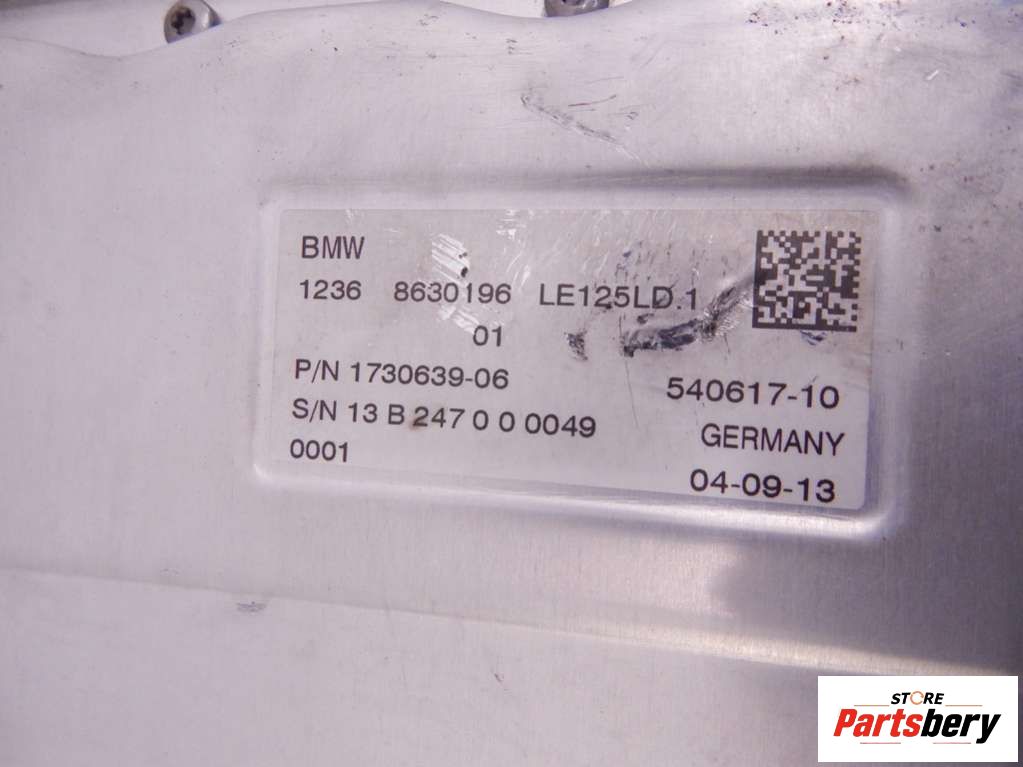 BMW
1236 8630196 LE125LD.1
01
P/N 1730639-06
540617-10
S/N 13 B 247 0 0 0049
GERMANY
0001
04-09-13
STORE
Partsbery